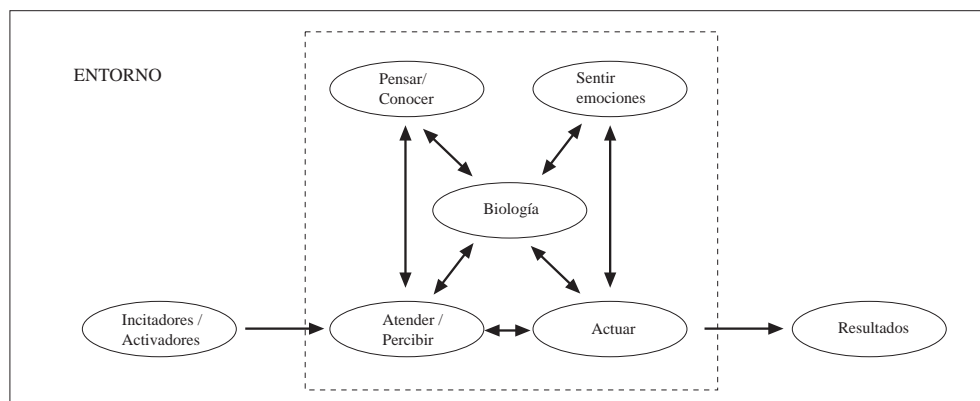 ENTORNO
Pensar/
Conocer
Sentir
emociones
Biología
Incitadores /
Activadores
Atender /
Percibir
Actuar
Resultados